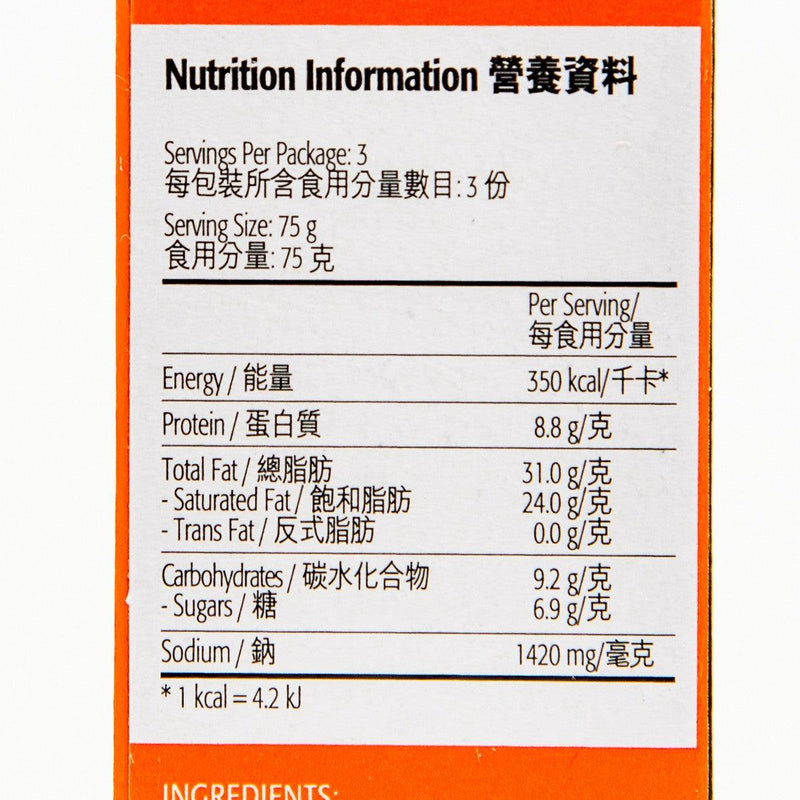 Nutrition Information 營養資料
Servings Per Package: 3
每包裝所含食用分量數目: 3 份
Serving Size: 75 g
食用分量: 75 克
Per Serving/
每食用分量
Energy / 能量 350 kcal/千卡*
Protein / 蛋白質 8.8 g/克
Total Fat / 總脂肪 31.0 g/克
- Saturated Fat / 飽和脂肪 24.0 g/克
- Trans Fat / 反式脂肪 0.0 g/克
Carbohydrates / 碳水化合物 9.2 g/克
- Sugars / 糖 6.9 g/克
Sodium / 鈉 1420 mg/毫克
* 1 kcal = 4.2 kJ
INGREDIENTS: